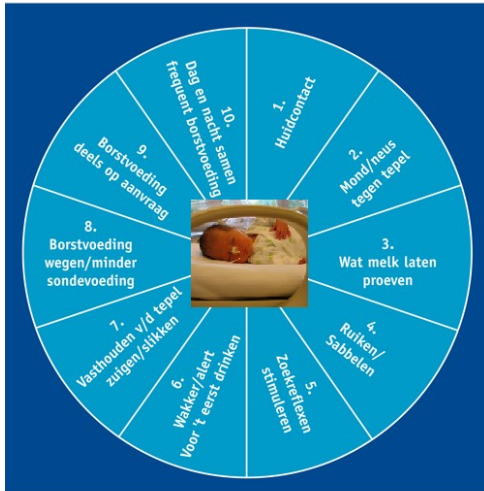 1.
Huidcontact
2.
Mond/neus
tegen tepel
3.
Wat melk laten
proeven
4.
Ruiken/
Sabbelen
5.
Zoekreflexen
stimuleren
6.
Wakker/alert
Voor 't eerst drinken
7.
Vasthouden v/d tepel
zuigen/slikken
8.
Borstvoeding
wegen/minder
sondevoeding
9.
Borstvoeding
deels op aanvraag
10.
Dag en nacht samen
frequent borstvoeding